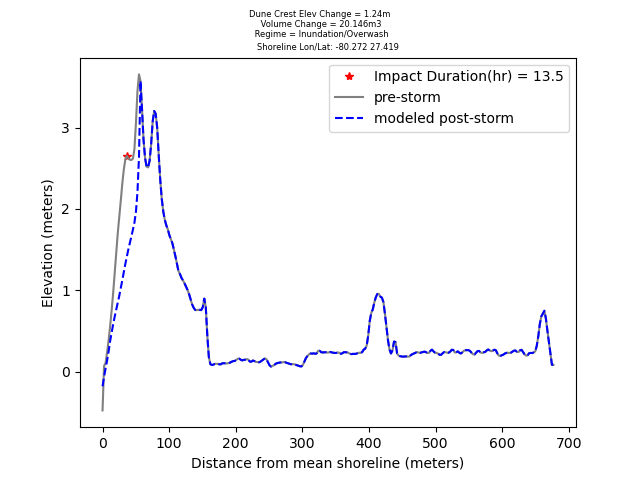 Dune Crest Elev Change = 1.24m
Volume Change = 20.146m3
Regime = Inundation/Overwash
Shoreline Lon/Lat: -80.272 27.419
Impact Duration(hr) = 13.5
pre-storm
modeled post-storm
Elevation (meters)
3
2
1
0
0 100 200 300 400 500 600 700
Distance from mean shoreline (meters)